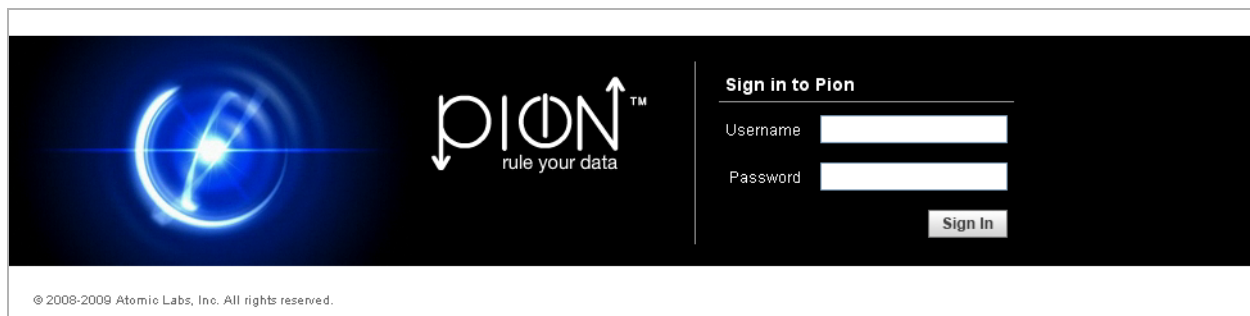 PION™
rule your data
Sign in to Pion
Username
Password
Sign In
© 2008-2009 Atomic Labs, Inc. All rights reserved.